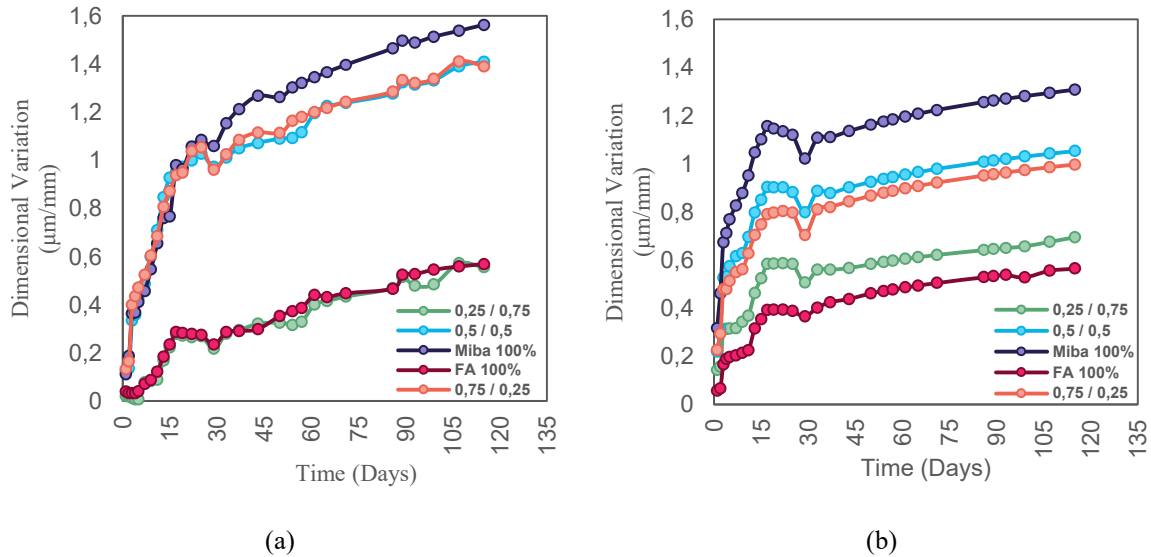 Dimensional Variation
(µm/mm)
1,6
1,4
1,2
1
0,8
0,6
0,4
0,2
0
0,25 / 0,75
0,5 / 0,5
Miba 100%
FA 100%
0,75 / 0,25
0
15
30
45
60
75
90
105
120
135
Time (Days)
(a)
Dimensional Variation
(µm/mm)
1,6
1,4
1,2
1
0,8
0,6
0,4
0,2
0
0,25 / 0,75
0,5 / 0,5
Miba 100%
FA 100%
0,75 / 0,25
0
15
30
45
60
75
90
105
120
135
Time (Days)
(b)